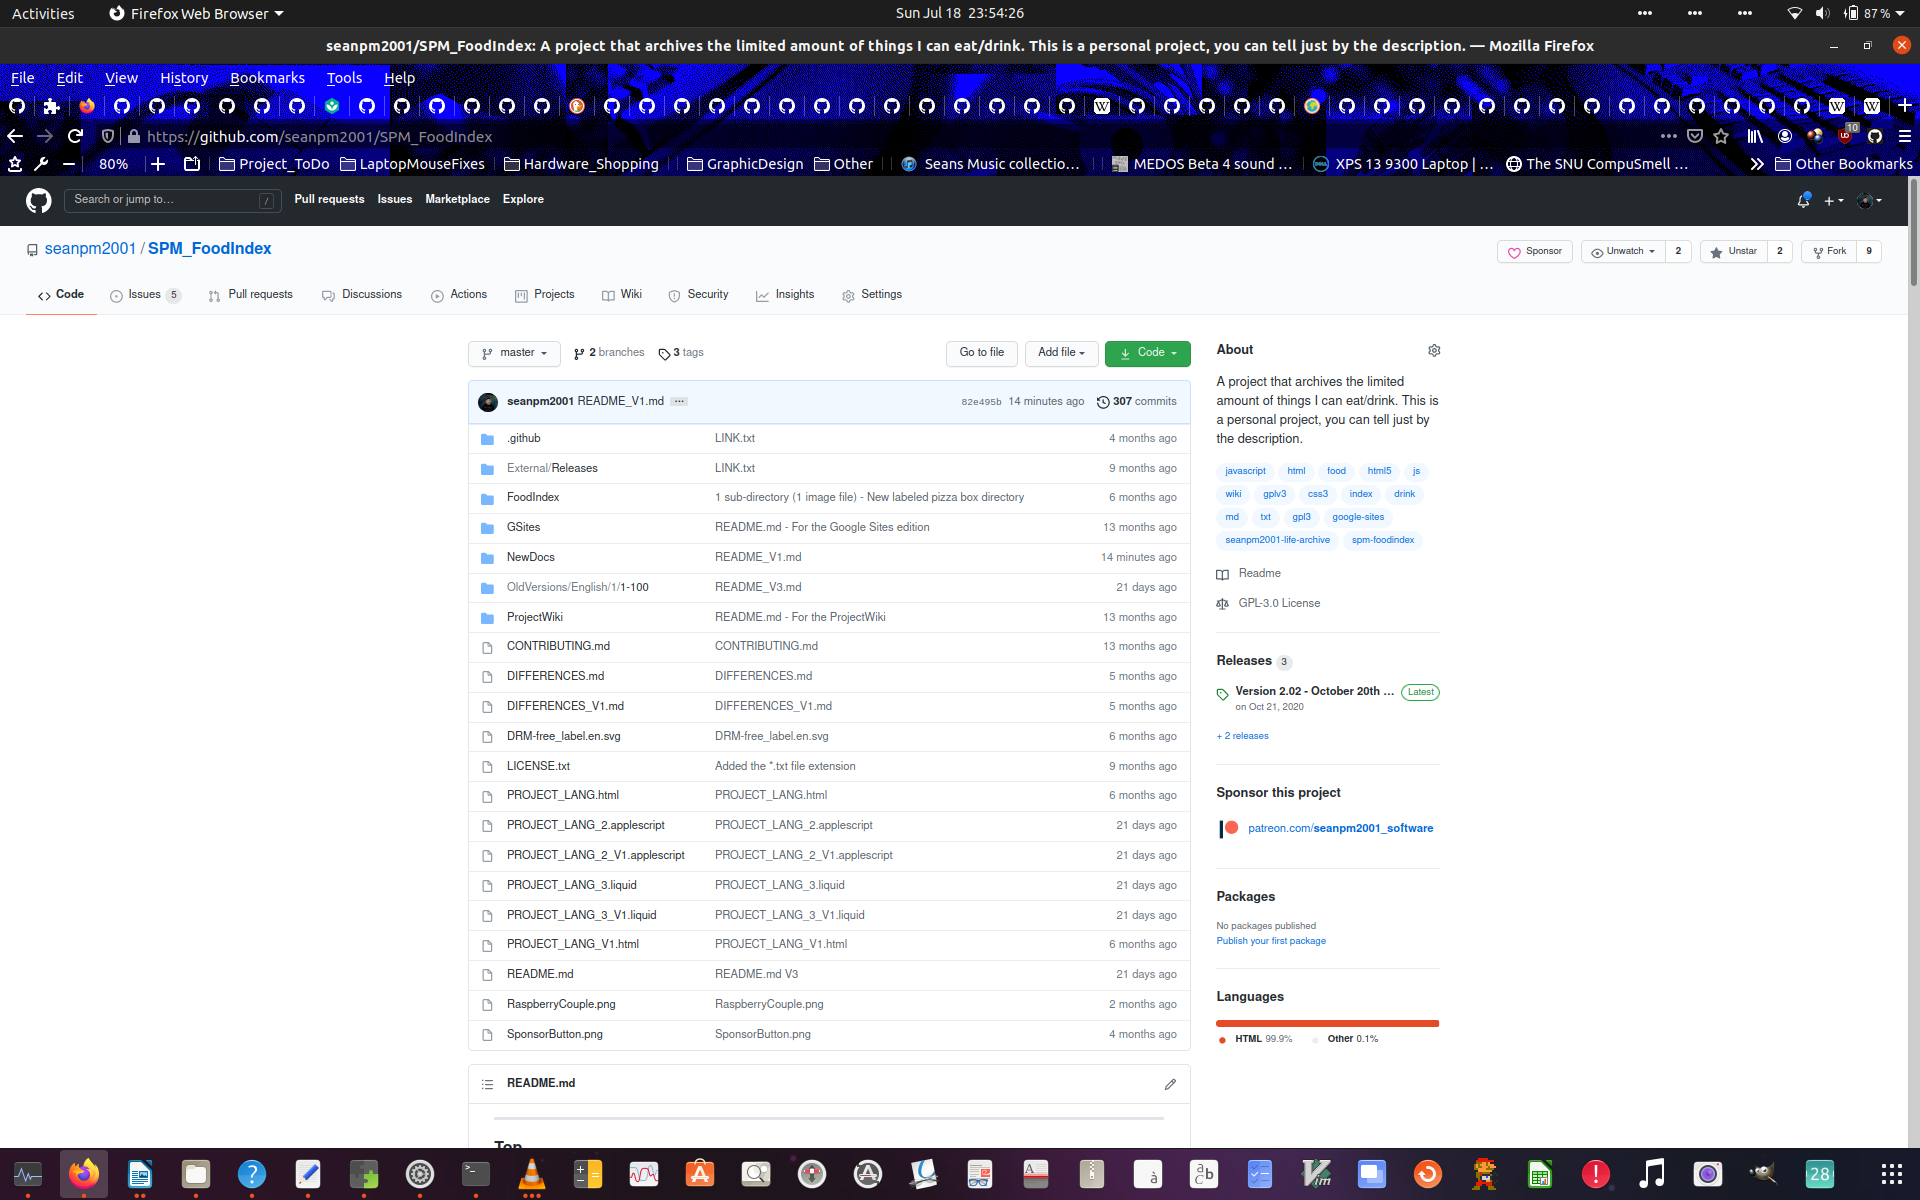 Activities Firefox Web Browser Sun Jul 18 23:54:26 87%
seanpm2001/SPM_FoodIndex: A project that archives the limited amount of things I can eat/drink. This is a personal project, you can tell just by the description. — Mozilla Firefox
File Edit View History Bookmarks Tools Help
https://github.com/seanpm2001/SPM_FoodIndex 10
80% Project_ToDo LaptopMouseFixes Hardware_Shopping GraphicDesign Other Seans Music collectio… MEDOS Beta 4 sound … XPS 13 9300 Laptop | … The SNU CompuSmell … Other Bookmarks
Search or jump to… / Pull requests Issues Marketplace Explore
seanpm2001 / SPM_FoodIndex Sponsor Unwatch 2 Unstar 2 Fork 9
Code Issues 5 Pull requests Discussions Actions Projects Wiki Security Insights Settings
master 2 branches 3 tags Go to file Add file Code
seanpm2001 README_V1.md ... 82e495b 14 minutes ago 307 commits
.github LINK.txt 4 months ago
External/Releases LINK.txt 9 months ago
FoodIndex 1 sub-directory (1 image file) - New labeled pizza box directory 6 months ago
GSites README.md - For the Google Sites edition 13 months ago
NewDocs README_V1.md 14 minutes ago
OldVersions/English/1/1-100 README_V3.md 21 days ago
ProjectWiki README.md - For the ProjectWiki 13 months ago
CONTRIBUTING.md CONTRIBUTING.md 13 months ago
DIFFERENCES.md DIFFERENCES.md 5 months ago
DIFFERENCES_V1.md DIFFERENCES_V1.md 5 months ago
DRM-free_label.en.svg DRM-free_label.en.svg 6 months ago
LICENSE.txt Added the *.txt file extension 9 months ago
PROJECT_LANG.html PROJECT_LANG.html 6 months ago
PROJECT_LANG_2.applescript PROJECT_LANG_2.applescript 21 days ago
PROJECT_LANG_2_V1.applescript PROJECT_LANG_2_V1.applescript 21 days ago
PROJECT_LANG_3.liquid PROJECT_LANG_3.liquid 21 days ago
PROJECT_LANG_3_V1.liquid PROJECT_LANG_3_V1.liquid 21 days ago
PROJECT_LANG_V1.html PROJECT_LANG_V1.html 6 months ago
README.md README.md V3 21 days ago
RaspberryCouple.png RaspberryCouple.png 2 months ago
SponsorButton.png SponsorButton.png 4 months ago
README.md
Top
About
A project that archives the limited
amount of things I can eat/drink. This is
a personal project, you can tell just by
the description.
javascript html food html5 js
wiki gplv3 css3 index drink
md txt gpl3 google-sites
seanpm2001-life-archive spm-foodindex
Readme
GPL-3.0 License
Releases 3
Version 2.02 - October 20th … Latest
on Oct 21, 2020
+ 2 releases
Sponsor this project
patreon.com/seanpm2001_software
Packages
No packages published
Publish your first package
Languages
HTML 99.9% Other 0.1%
28